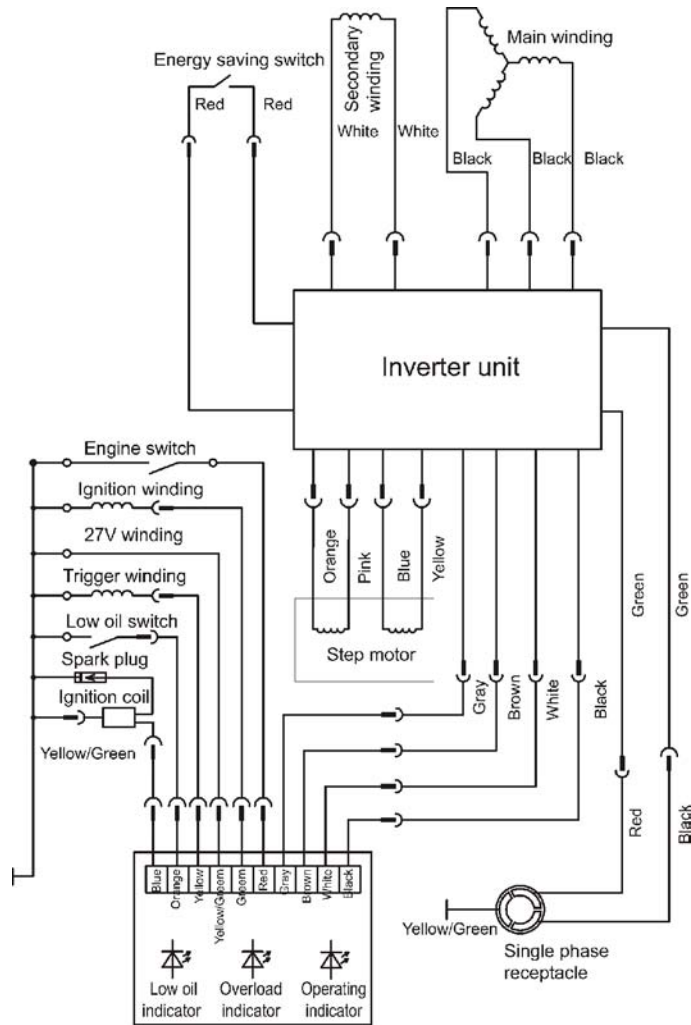 Energy saving switch
Red
Red
Secondary
winding
White
White
Main winding
Black
Black
Black
Inverter unit
Engine switch
Ignition winding
27V winding
Trigger winding
Low oil switch
Spark plug
Ignition coil
Yellow/Green
Orange
Pink
Blue
Yellow
Step motor
Gray
Brown
White
Black
Green
Green
Red
Black
Blue
Orange
Yellow
Yellow/Green
Green
Red
Gray
Brown
White
Black
Low oil
indicator
Overload
indicator
Operating
indicator
Yellow/Green
Single phase
receptacle